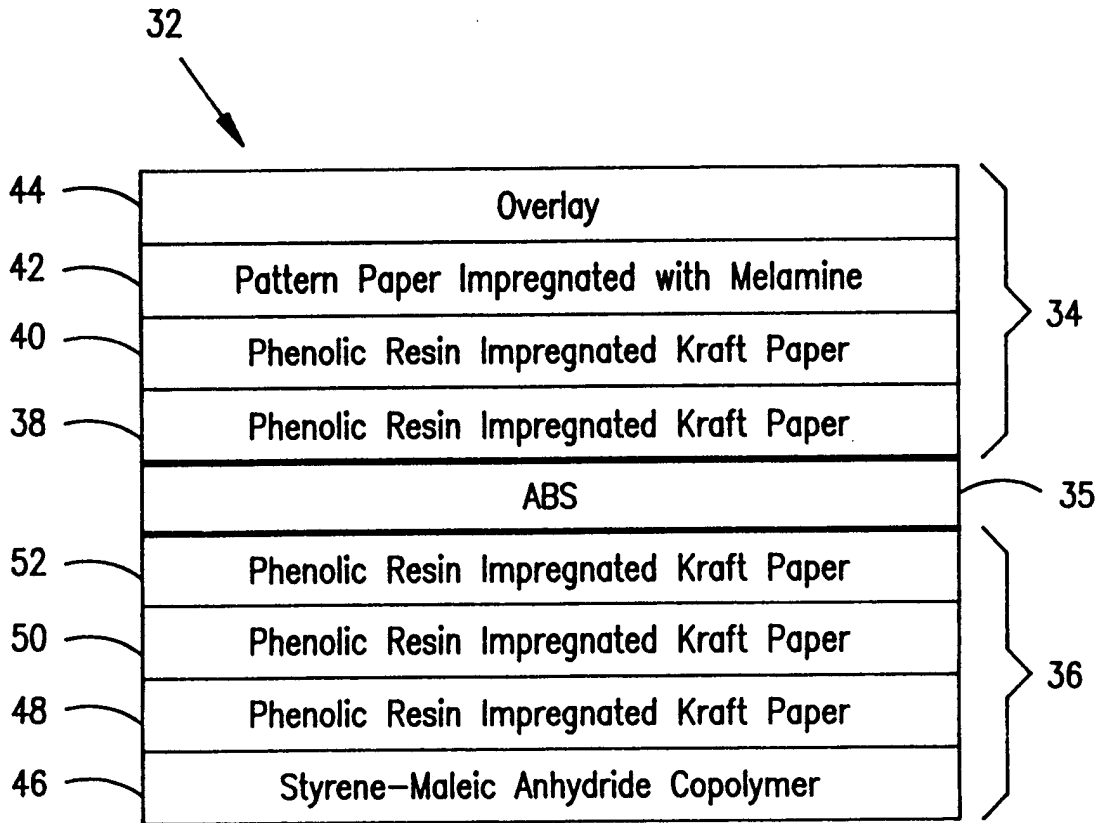 32
44 Overlay
42 Pattern Paper Impregnated with Melamine
34
40 Phenolic Resin Impregnated Kraft Paper
38 Phenolic Resin Impregnated Kraft Paper
ABS 35
52 Phenolic Resin Impregnated Kraft Paper
50 Phenolic Resin Impregnated Kraft Paper
36
48 Phenolic Resin Impregnated Kraft Paper
46 Styrene-Maleic Anhydride Copolymer